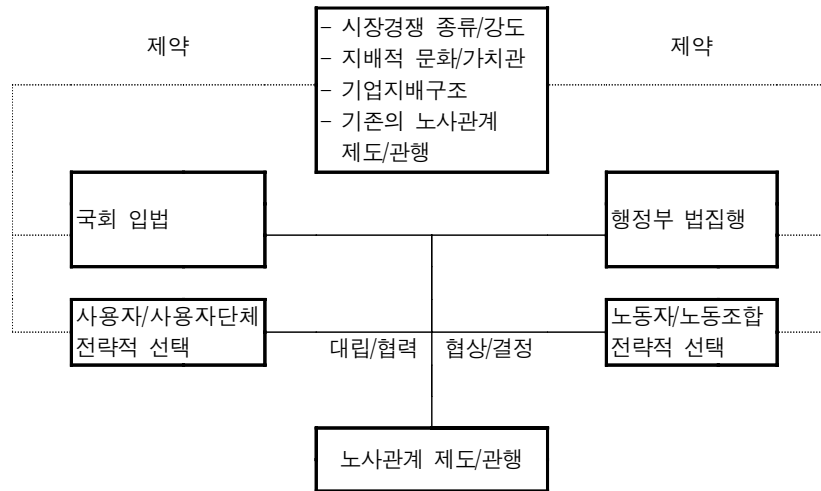 제약
- 시장경쟁 종류/강도
- 지배적 문화/가치관
- 기업지배구조
- 기존의 노사관계
제도/관행
제약
국회 입법
행정부 법집행
사용자/사용자단체
전략적 선택
대립/협력
협상/결정
노동자/노동조합
전략적 선택
노사관계 제도/관행